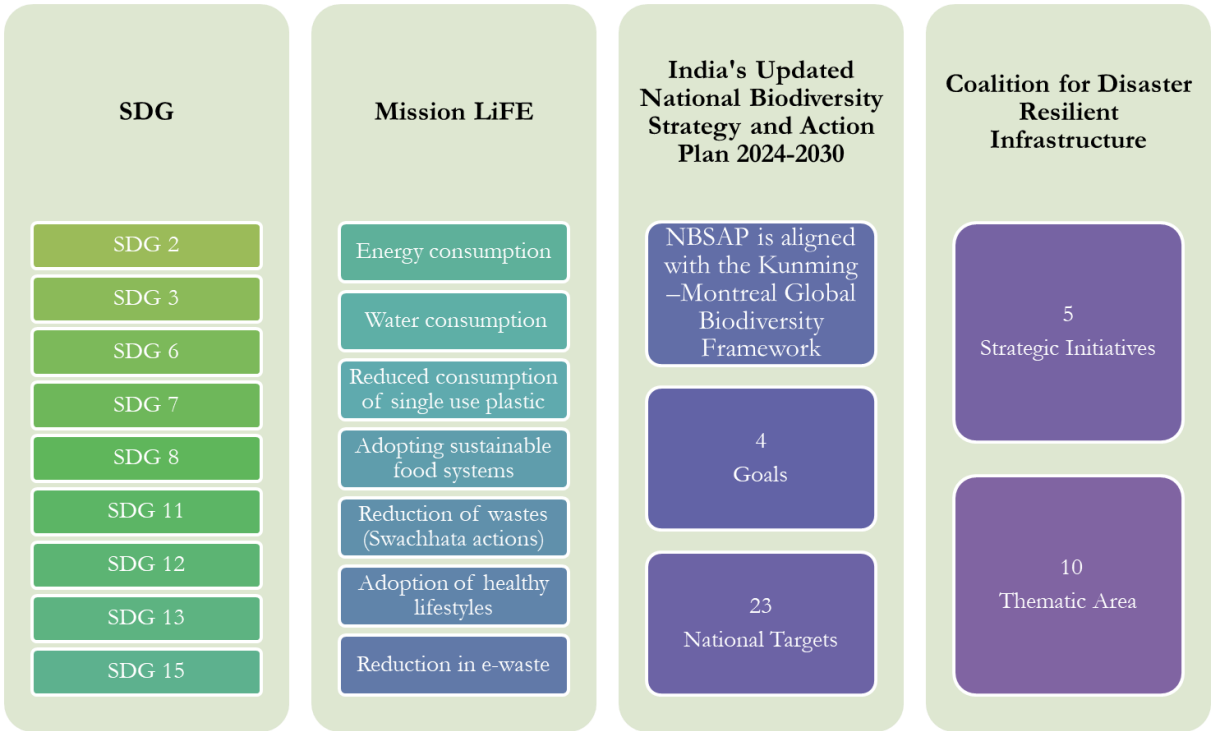 SDG
SDG 2
SDG 3
SDG 6
SDG 7
SDG 8
SDG 11
SDG 12
SDG 13
SDG 15
Mission LiFE
Energy consumption
Water consumption
Reduced consumption
of single use plastic
Adopting sustainable
food systems
Reduction of wastes
(Swachhata actions)
Adoption of healthy
lifestyles
Reduction in e-waste
India's Updated
National Biodiversity
Strategy and Action
Plan 2024-2030
NBSAP is aligned
with the Kunming
–Montreal Global
Biodiversity
Framework
4
Goals
23
National Targets
Coalition for Disaster
Resilient
Infrastructure
5
Strategic Initiatives
10
Thematic Area